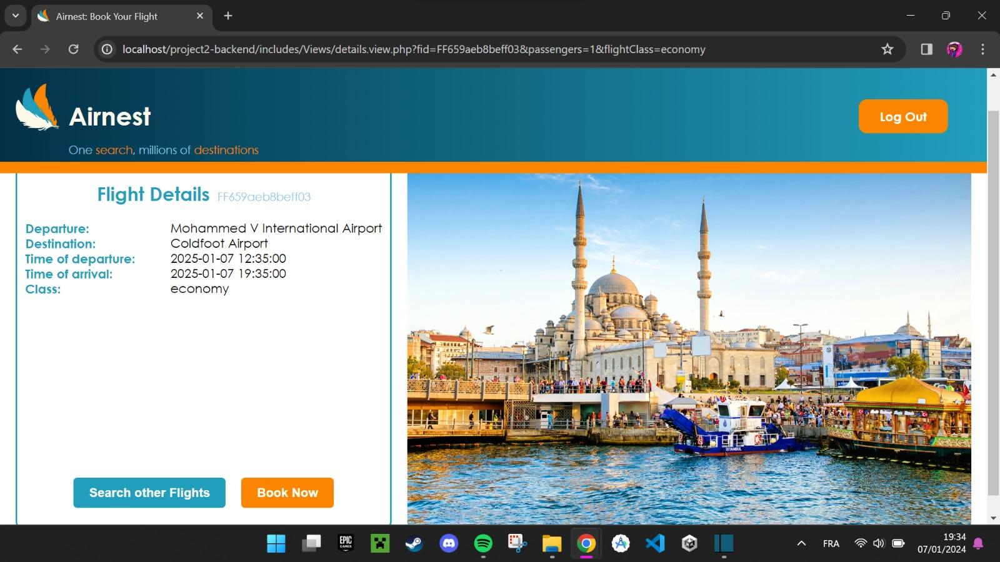 Airnest: Book Your Flight
localhost/project2-backend/includes/Views/details.view.php?fid=FF659aeb8beff03&passengers=1&flightClass=economy
Airnest
Log Out
One search, millions of destinations
Flight Details FF659aeb8beff03
Departure: Mohammed V International Airport
Destination: Coldfoot Airport
Time of departure: 2025-01-07 12:35:00
Time of arrival: 2025-01-07 19:35:00
Class: economy
ISTANBUL
Search other Flights
Book Now
EPIC
GAMES
FRA
19:34
07/01/2024